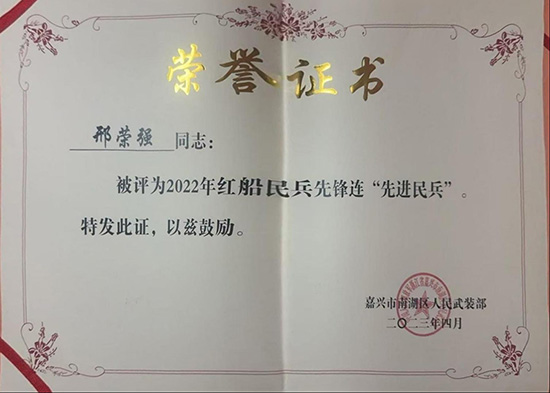 荣誉证书
邢荣强 同志：
被评为2022年红船民兵先锋连“先进民兵”。
特发此证，以兹鼓励。
嘉兴市南湖区人民武装部
二〇二三年四月